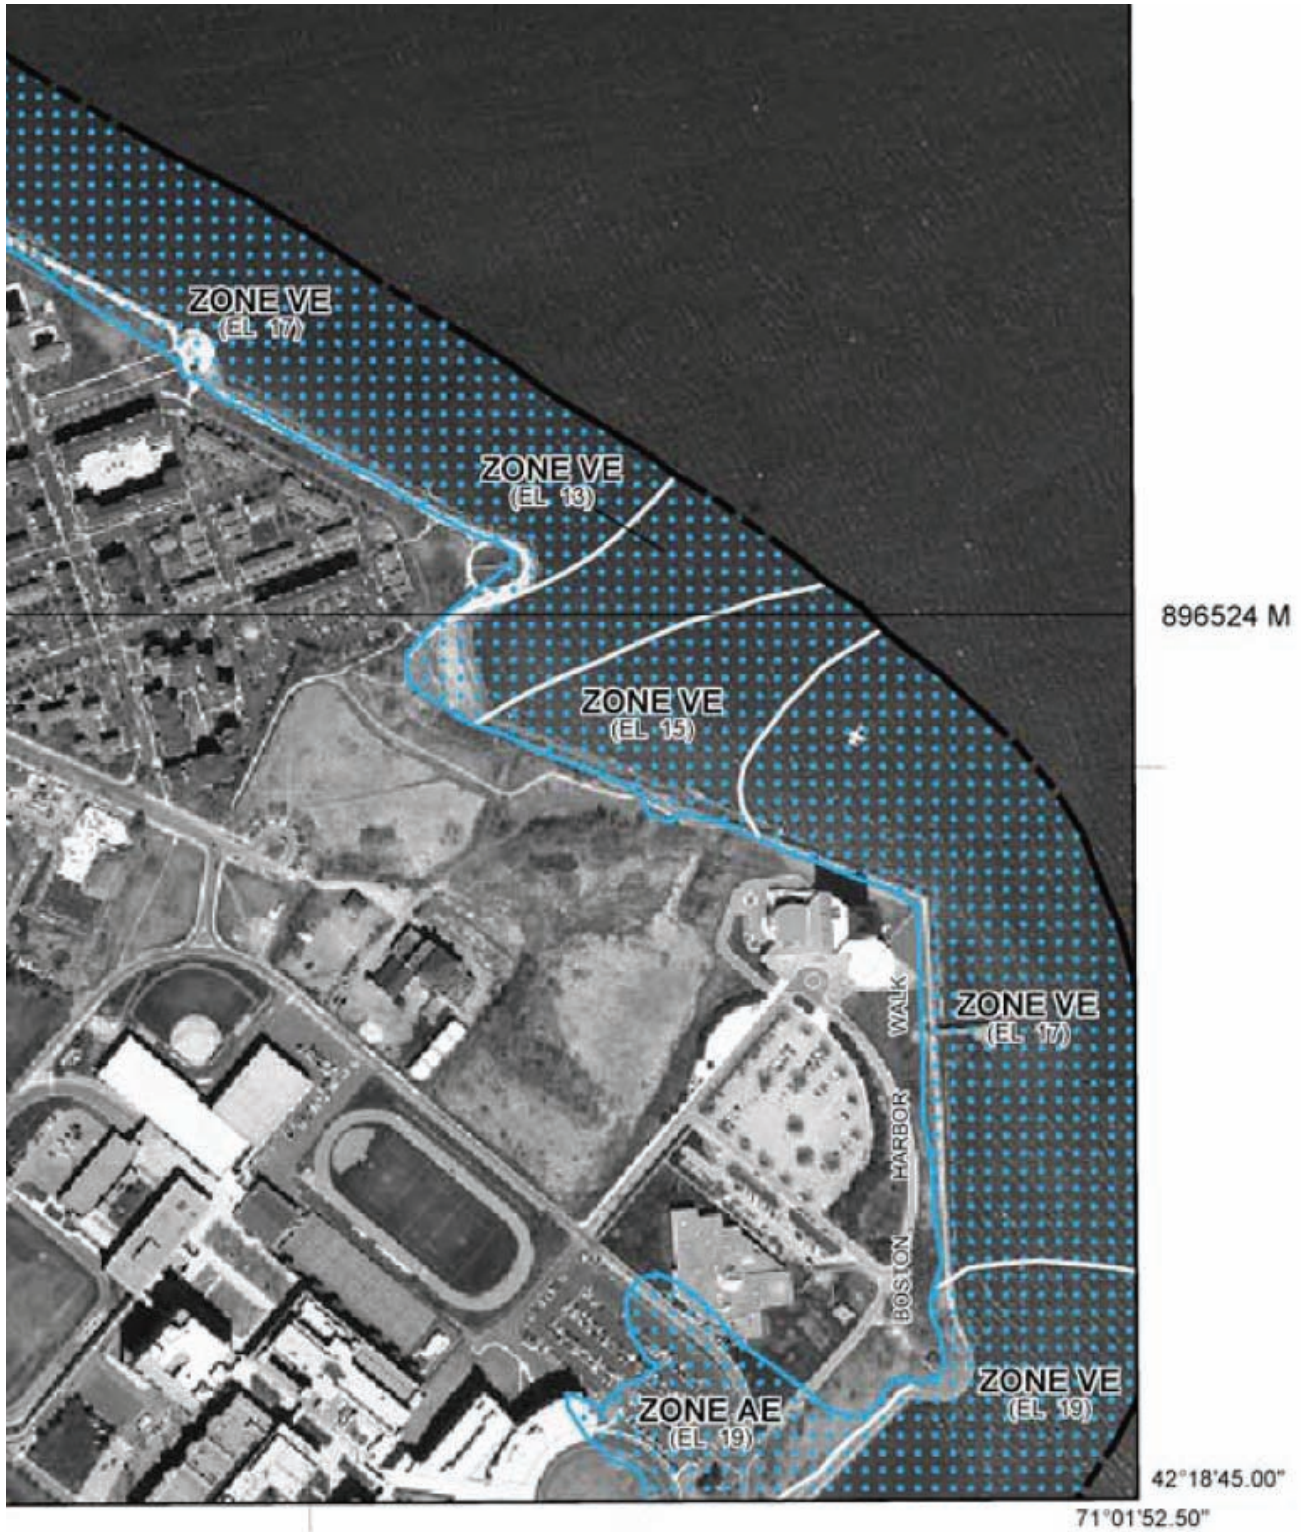 ZONE VE
(EL 17)
ZONE VE
(EL 13)
896524 M
ZONE VE
(EL 15)
ZONE VE
(EL 17)
BOSTON HARBOR WALK
ZONE VE
(EL 19)
ZONE AE
(EL 19)
42°18'45.00"
71°01'52.50"